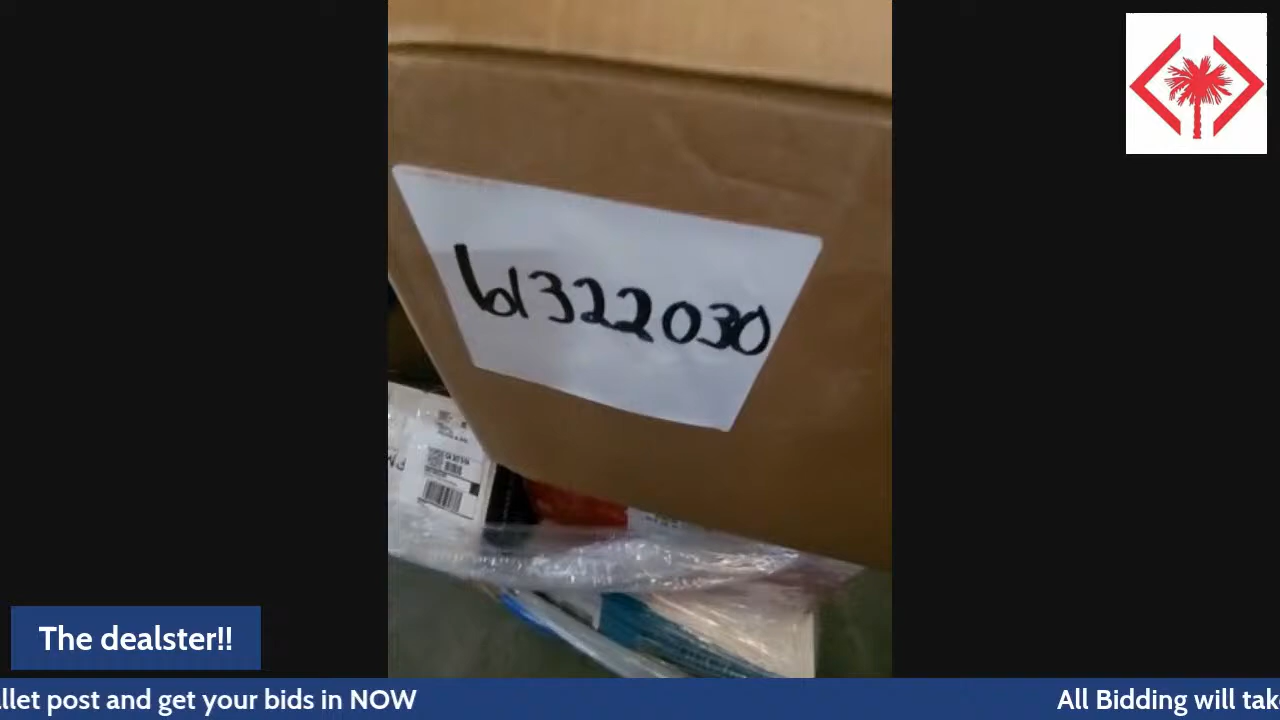 61322030
The dealster!!
llet post and get your bids in NOW
All Bidding will tak